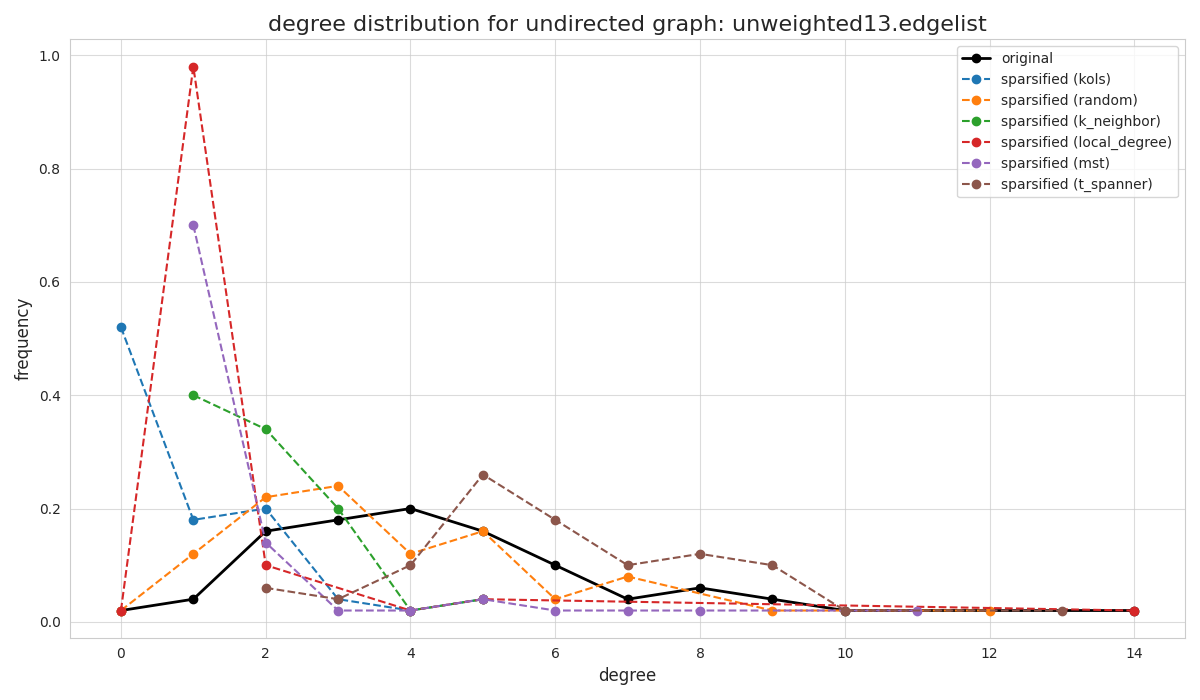 degree distribution for undirected graph: unweighted13.edgelist
original
sparsified (kols)
sparsified (random)
sparsified (k_neighbor)
sparsified (local_degree)
sparsified (mst)
sparsified (t_spanner)
frequency
1.0
0.8
0.6
0.4
0.2
0.0
0 2 4 6 8 10 12 14
degree